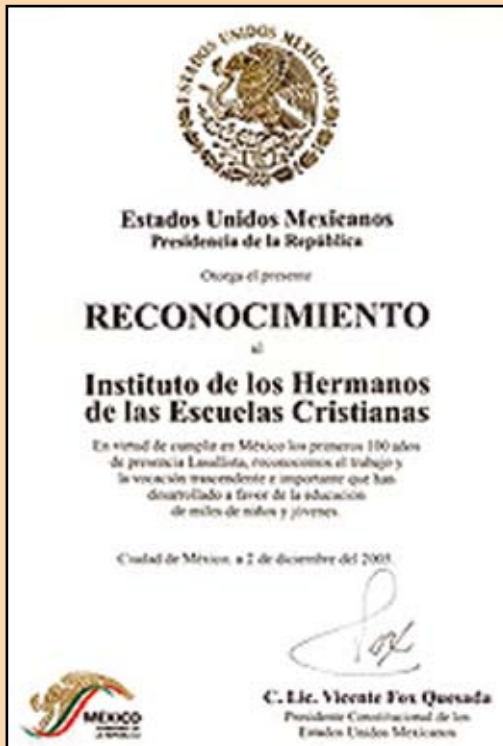 ESTADOS UNIDOS MEXICANOS
Estados Unidos Mexicanos
Presidencia de la República
Otorga el presente
RECONOCIMIENTO
al
Instituto de los Hermanos
de las Escuelas Cristianas
En virtud de cumplir en México los primeros 100 años
de presencia Lasallista, reconocemos el trabajo y
la vocación trascendente e importante que han
desarrollado a favor de la educación
de miles de niños y jóvenes.
Ciudad de México, a 2 de diciembre del 2005.
Fox
C. Lic. Vicente Fox Quesada
Presidente Constitucional de los
Estados Unidos Mexicanos
MÉXICO
LA REPÚBLICA